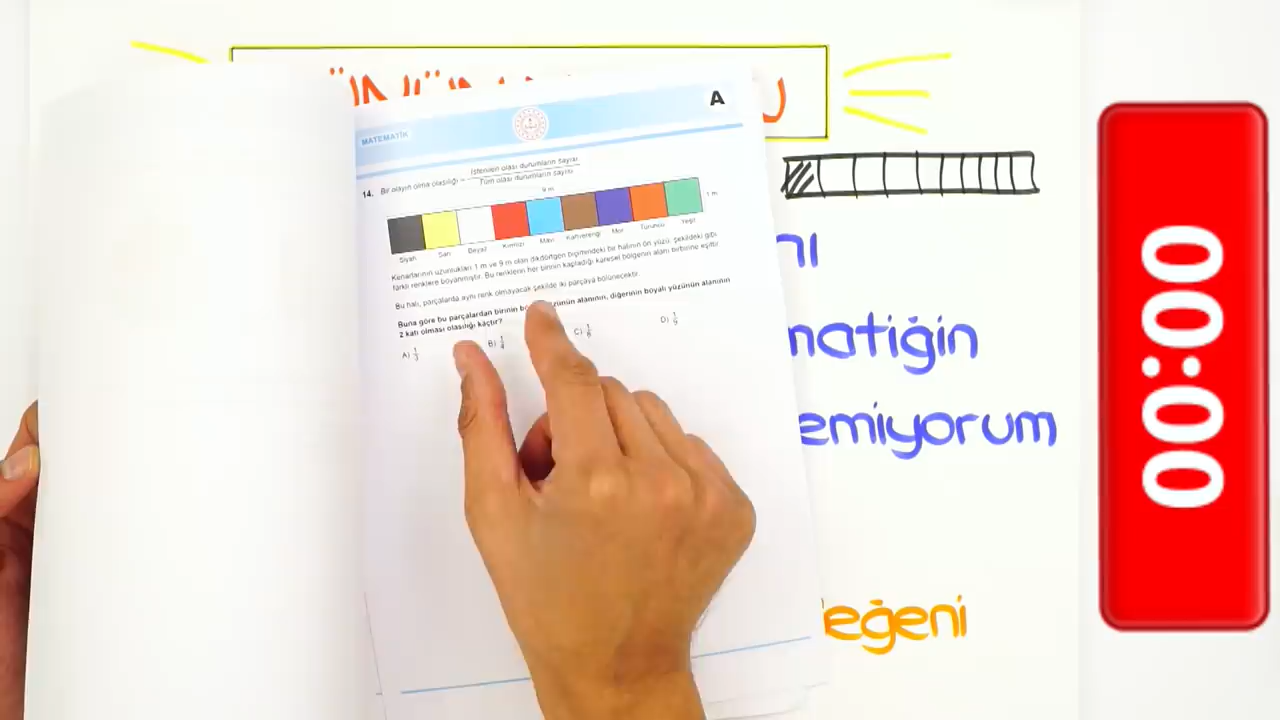 MATEMATİK
A
14. Bir olayın olma olasılığı = İstenilen olası durumların sayısı
Tüm olası durumların sayısı
9 m
1 m
Siyah Sarı Beyaz Kırmızı Mavi Kahverengi Mor Turuncu Yeşil
Kenarlarının uzunlukları 1 m ve 9 m olan dikdörtgen biçimindeki bir halının ön yüzü, şekildeki gibi
farklı renklere boyanmıştır. Bu renklerin her birinin kapladığı karesel bölgenin alanı birbirine eşittir.
Bu halı, parçalarda aynı renk olmayacak şekilde iki parçaya bölünecektir.
Buna göre bu parçalardan birinin yüzünün alanının, diğerinin boyalı yüzünün alanının
2 katı olması olasılığı kaçtır?
A) 1/3
B) 1/4
C) 1/8
D) 1/9
nı
matiğin
emiyorum
eğeni
00:00